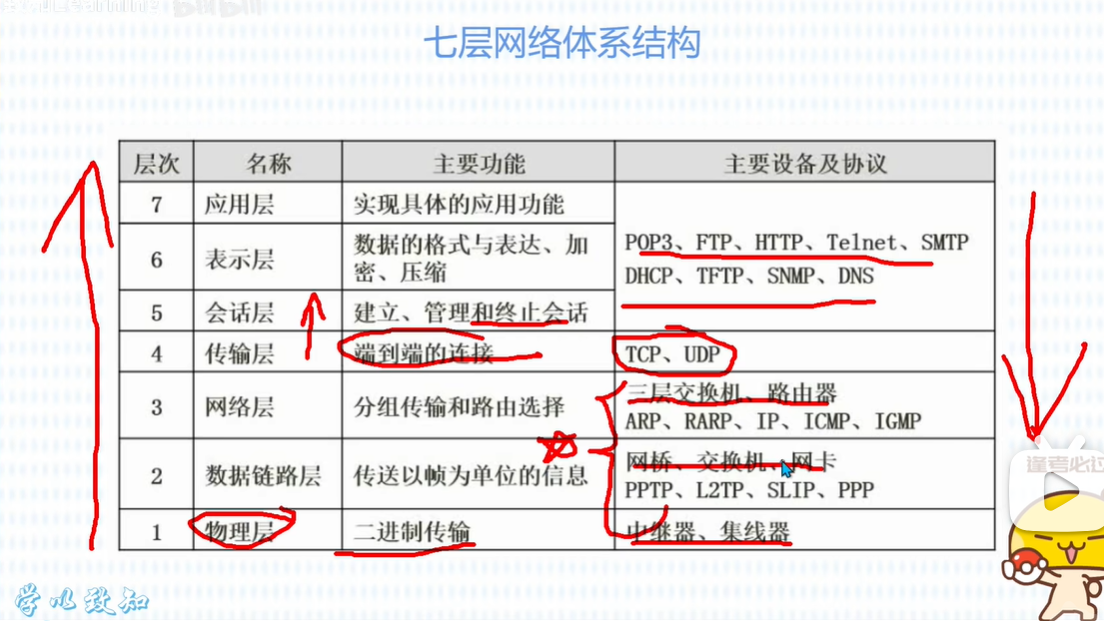 七层网络体系结构
层次 名称 主要功能 主要设备及协议
7 应用层 实现具体的应用功能
6 表示层 数据的格式与表达、加
密、压缩
POP3、FTP、HTTP、Telnet、SMTP
DHCP、TFTP、SNMP、DNS
5 会话层 建立、管理和终止会话
4 传输层 端到端的连接 TCP、UDP
3 网络层 分组传输和路由选择 三层交换机、路由器
ARP、RARP、IP、ICMP、IGMP
2 数据链路层 传送以帧为单位的信息 网桥、交换机、网卡
PPTP、L2TP、SLIP、PPP
1 物理层 二进制传输 中继器、集线器
逢考必过
学以致知